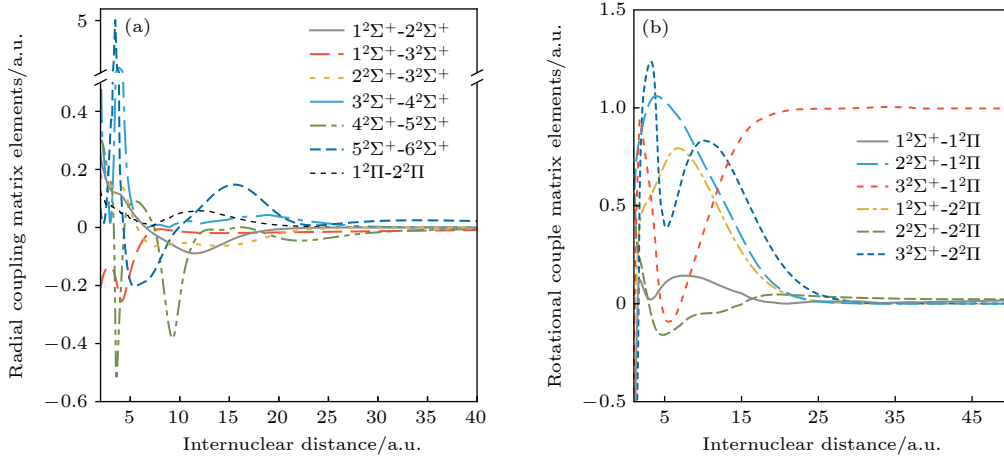 (a)
Radial coupling matrix elements/a.u.
5
0.4
0.2
0
−0.2
−0.4
−0.6
1²Σ⁺-2²Σ⁺
1²Σ⁺-3²Σ⁺
2²Σ⁺-3²Σ⁺
3²Σ⁺-4²Σ⁺
4²Σ⁺-5²Σ⁺
5²Σ⁺-6²Σ⁺
1²Π-2²Π
5 10 15 20 25 30 35 40
Internuclear distance/a.u.
(b)
Rotational couple matrix elements/a.u.
1.5
1.0
0.5
0
−0.5
1²Σ⁺-1²Π
2²Σ⁺-1²Π
3²Σ⁺-1²Π
1²Σ⁺-2²Π
2²Σ⁺-2²Π
3²Σ⁺-2²Π
5 15 25 35 45
Internuclear distance/a.u.